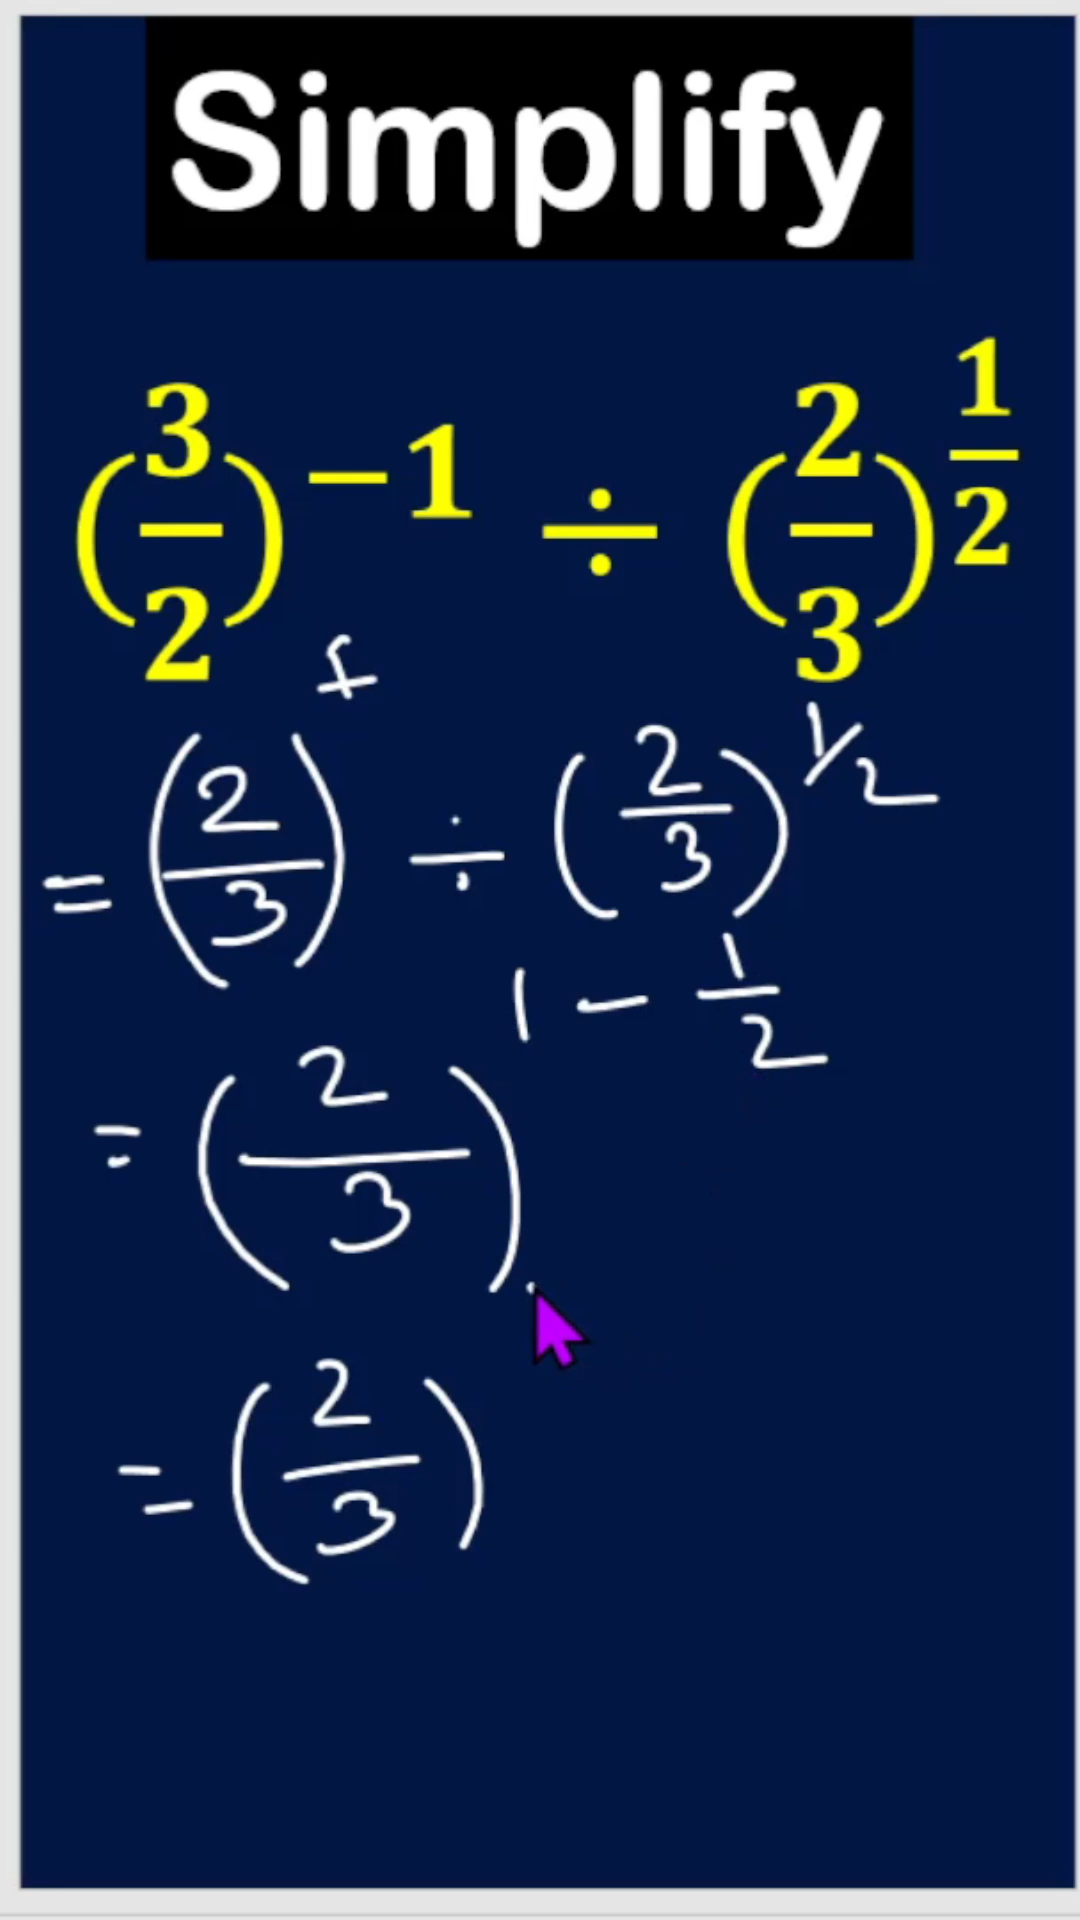 Simplify
(3/2)^−1 ÷ (2/3)^1/2
= (2/3)^+ ÷ (2/3)^1/2
= (2/3)^1 − 1/2
= (2/3)